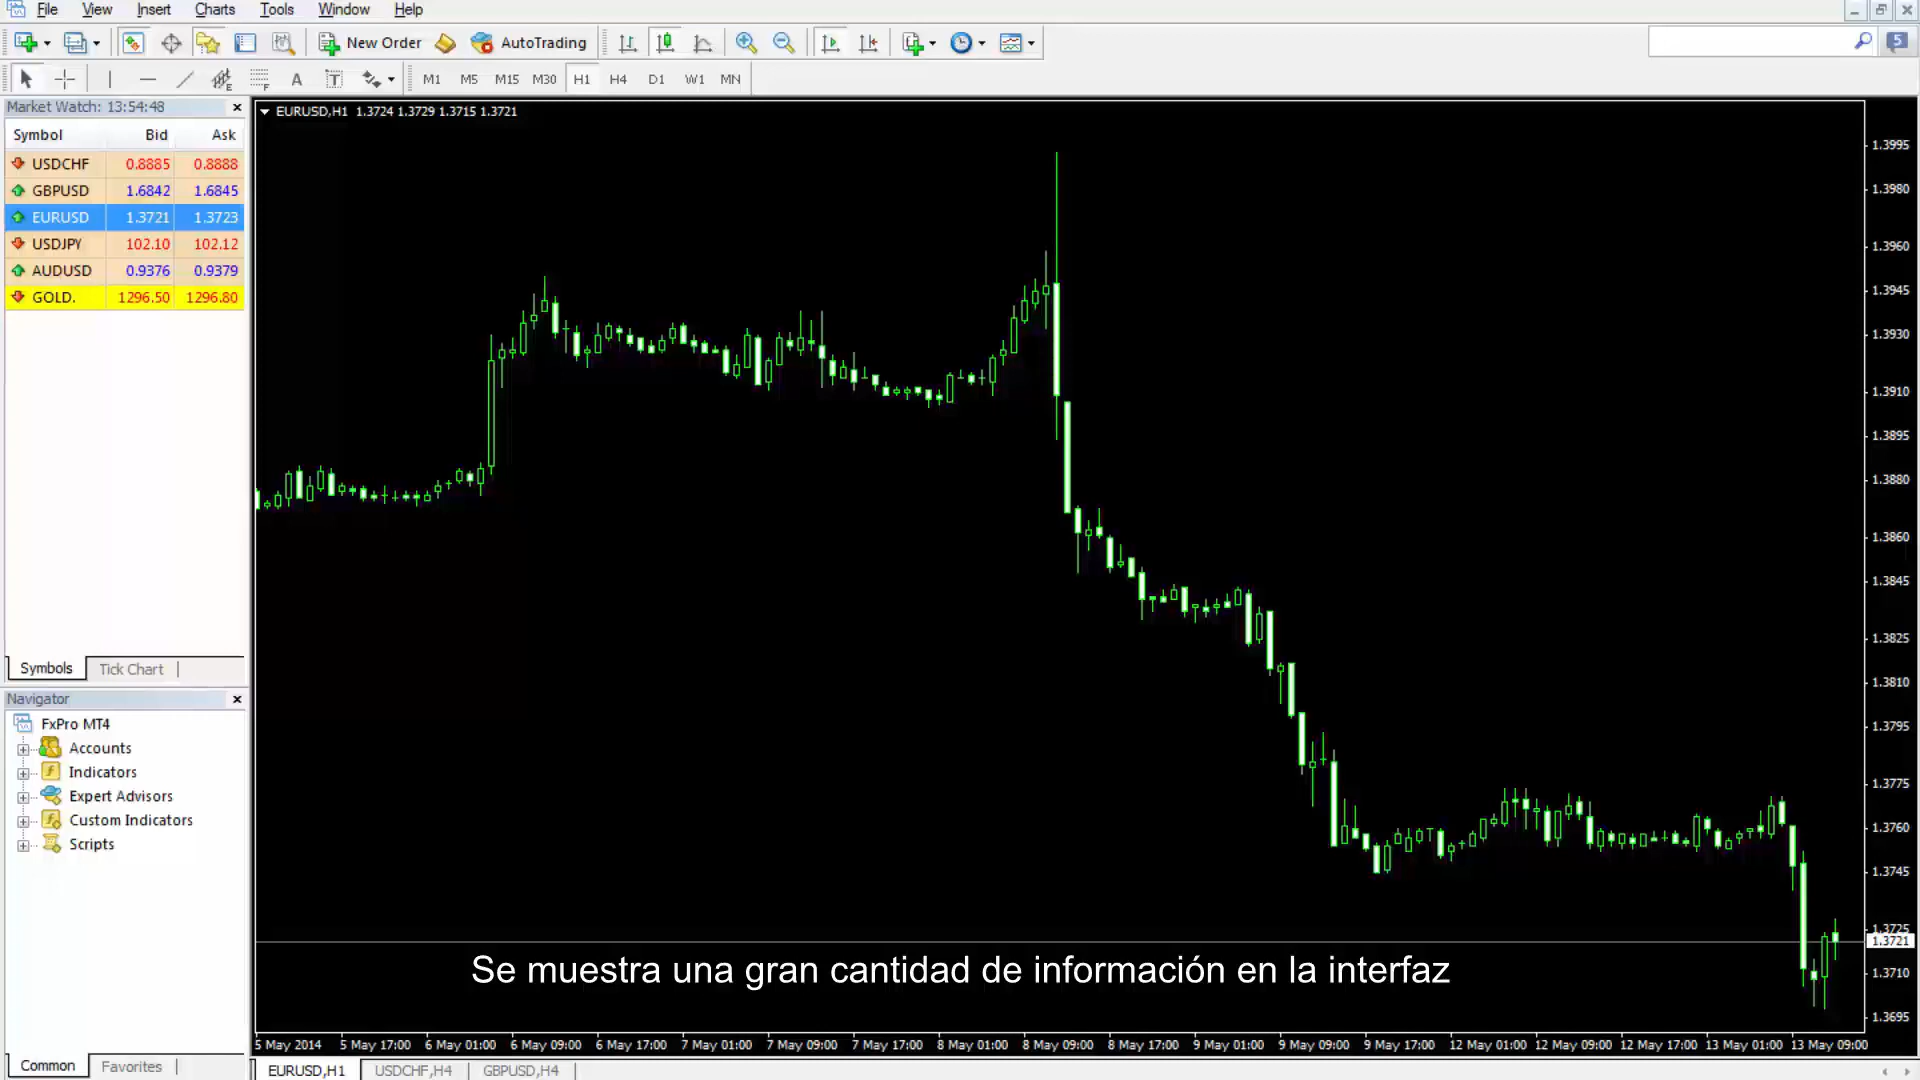 File View Insert Charts Tools Window Help
New Order AutoTrading
5
A T M1 M5 M15 M30 H1 H4 D1 W1 MN
Market Watch: 13:54:48
Symbol Bid Ask
USDCHF 0.8885 0.8888
GBPUSD 1.6842 1.6845
EURUSD 1.3721 1.3723
USDJPY 102.10 102.12
AUDUSD 0.9376 0.9379
GOLD. 1296.50 1296.80
Symbols Tick Chart
Navigator
FxPro MT4
Accounts
Indicators
Expert Advisors
Custom Indicators
Scripts
Common Favorites
EURUSD,H1 1.3724 1.3729 1.3715 1.3721
1.3995
1.3980
1.3960
1.3945
1.3930
1.3910
1.3895
1.3880
1.3860
1.3845
1.3825
1.3810
1.3795
1.3775
1.3760
1.3745
1.3725
1.3721
1.3710
1.3695
Se muestra una gran cantidad de información en la interfaz
5 May 2014 5 May 17:00 6 May 01:00 6 May 09:00 6 May 17:00 7 May 01:00 7 May 09:00 7 May 17:00 8 May 01:00 8 May 09:00 8 May 17:00 9 May 01:00 9 May 09:00 9 May 17:00 12 May 01:00 12 May 09:00 12 May 17:00 13 May 01:00 13 May 09:00
EURUSD,H1 USDCHF,H4 GBPUSD,H4